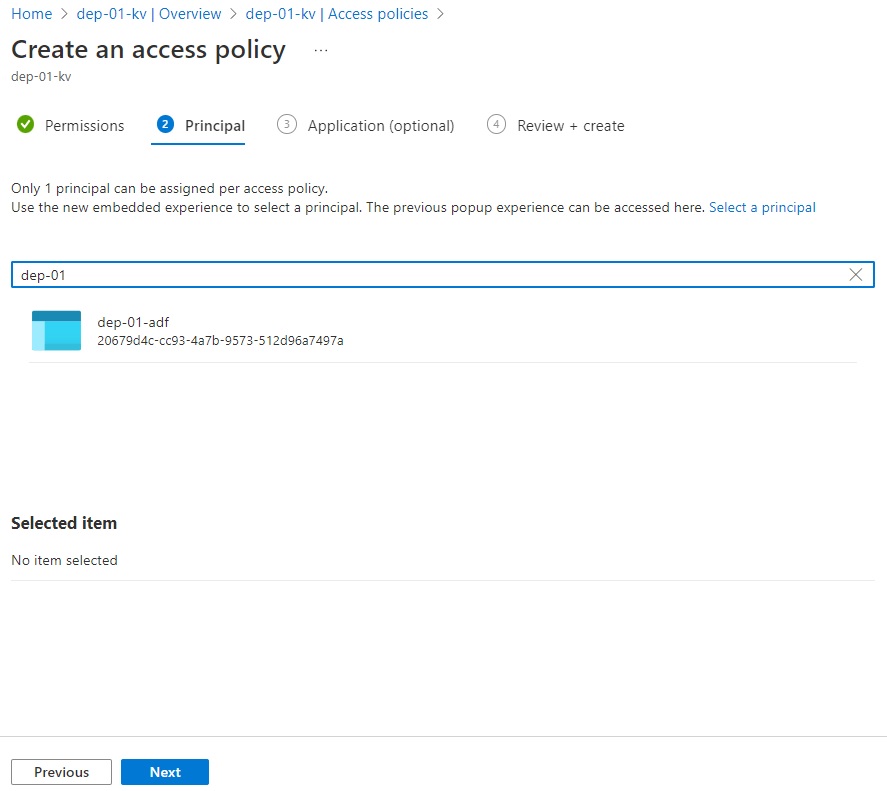 Home > dep-01-kv | Overview > dep-01-kv | Access policies >
Create an access policy ...
dep-01-kv
Permissions 2 Principal 3 Application (optional) 4 Review + create
Only 1 principal can be assigned per access policy.
Use the new embedded experience to select a principal. The previous popup experience can be accessed here. Select a principal
dep-01
dep-01-adf
20679d4c-cc93-4a7b-9573-512d96a7497a
Selected item
No item selected
Previous Next